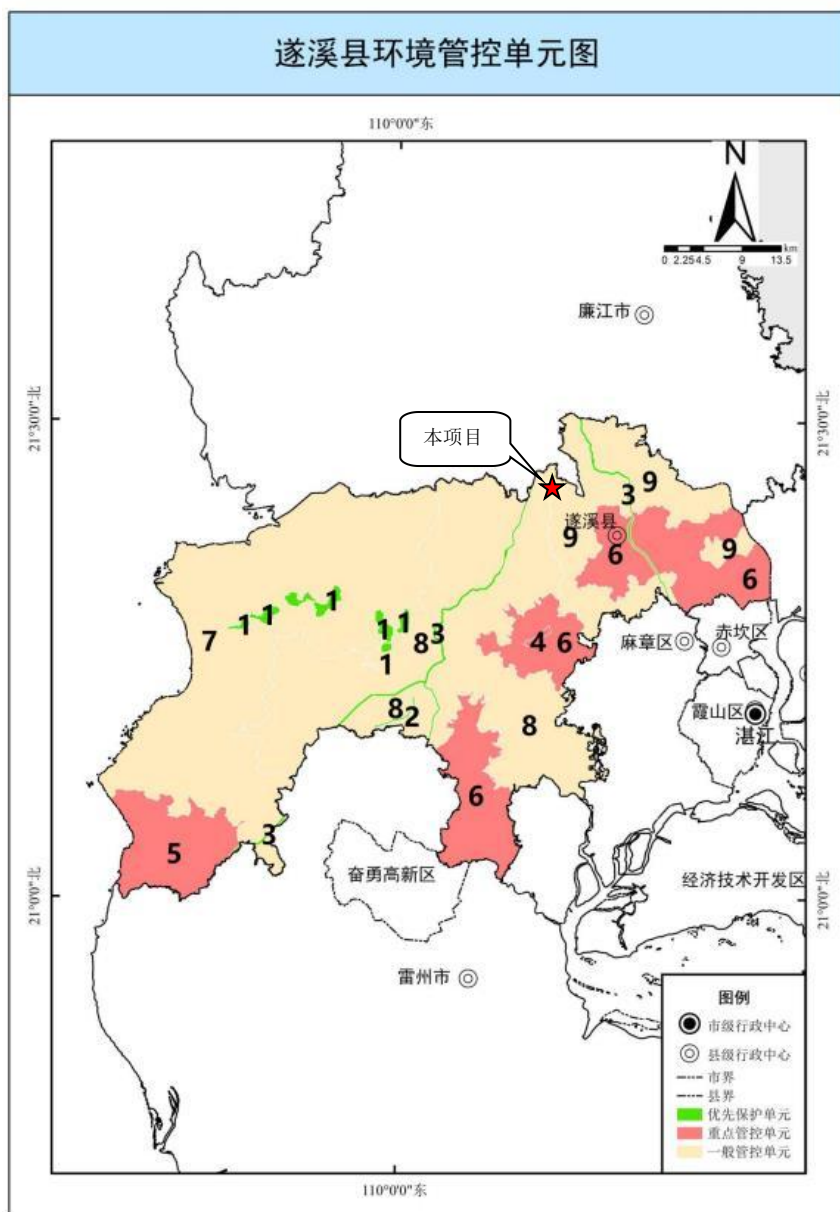 遂溪县环境管控单元图
110°0'0"东
N
km
0 2.25 4.5 9 13.5
廉江市
21°30'0"北
21°30'0"北
本项目
9
3
遂溪县
9
6
9
6
1
1
1
1
1
7
8
3
4
6
麻章区
赤坎区
1
8
2
8
霞山区
湛江
6
5
3
奋勇高新区
经济技术开发区
21°0'0"北
21°0'0"北
雷州市
图例
市级行政中心
县级行政中心
市界
县界
优先保护单元
重点管控单元
一般管控单元
110°0'0"东